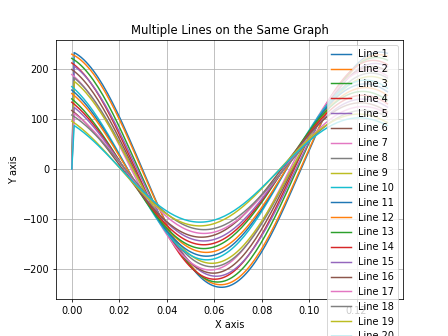 Multiple Lines on the Same Graph
Y axis
200
100
0
−100
−200
0.00 0.02 0.04 0.06 0.08 0.10
X axis
Line 1
Line 2
Line 3
Line 4
Line 5
Line 6
Line 7
Line 8
Line 9
Line 10
Line 11
Line 12
Line 13
Line 14
Line 15
Line 16
Line 17
Line 18
Line 19
Line 20